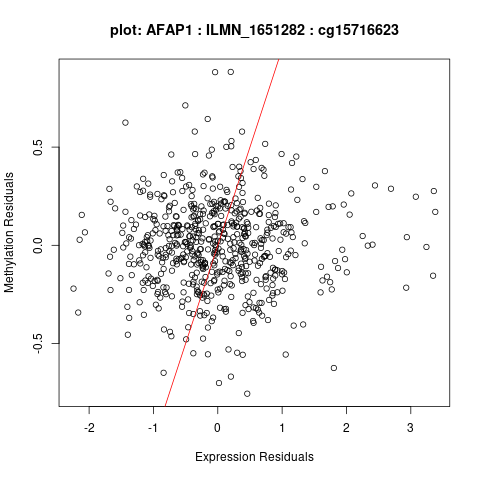 plot: AFAP1 : ILMN_1651282 : cg15716623
Methylation Residuals
0.5
0.0
-0.5
-2 -1 0 1 2 3
Expression Residuals